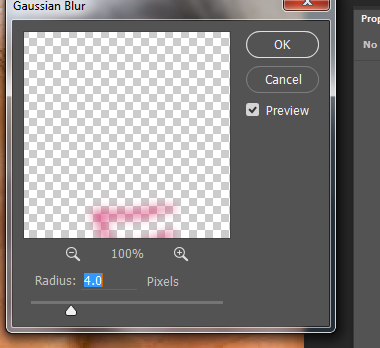 Gaussian Blur
Prop
OK
No
Cancel
Preview
100%
Radius: 4.0 Pixels